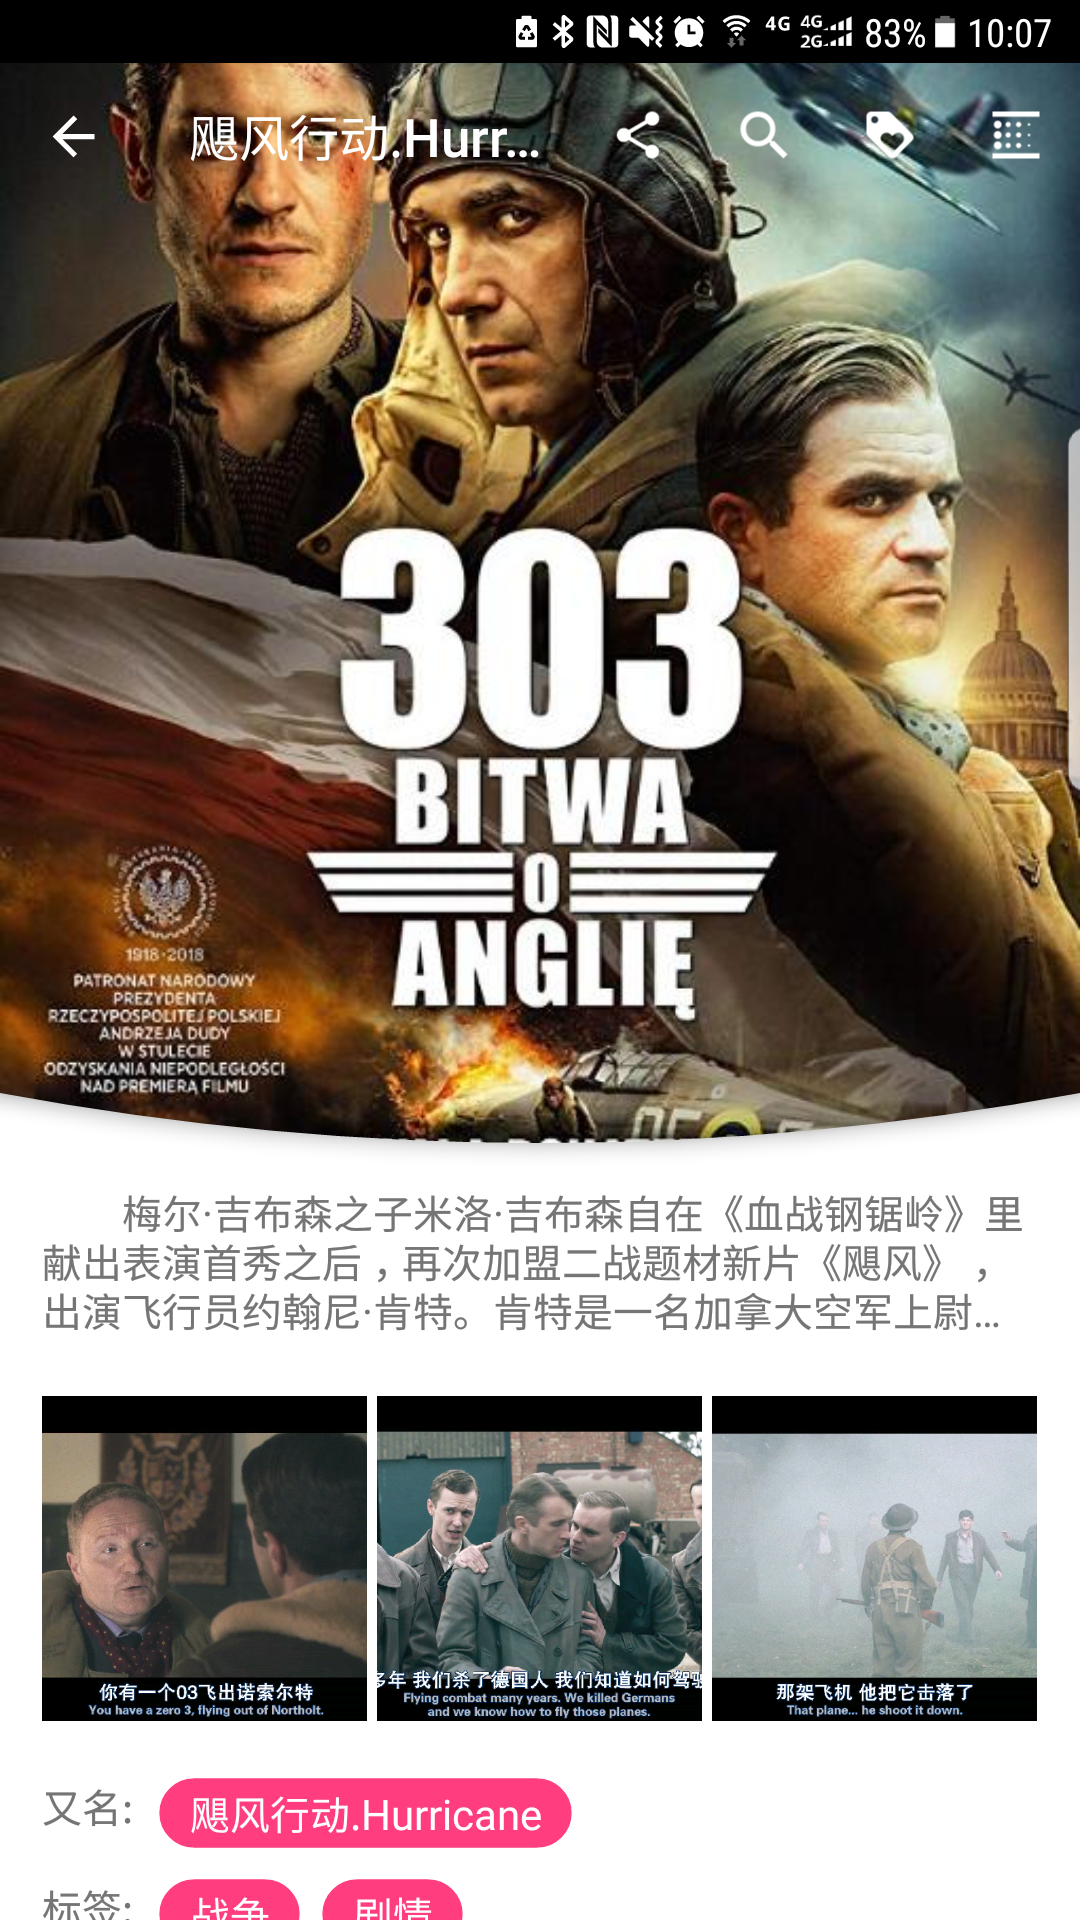 4G 4G 2G 83% 10:07
飓风行动.Hurr...
303
BITWA
O
ANGLIĘ
1918-2018
PATRONAT NARODOWY
PREZYDENTA
RZECZYPOSPOLITEJ POLSKIEJ
ANDRZEJA DUDY
W STULECIE
ODZYSKANIA NIEPODLEGŁOŚCI
NAD PREMIERĄ FILMU
梅尔·吉布森之子米洛·吉布森自在《血战钢锯岭》里
献出表演首秀之后，再次加盟二战题材新片《飓风》，
出演飞行员约翰尼·肯特。肯特是一名加拿大空军上尉...
你有一个03飞出诺索尔特
You have a zero 3, flying out of Northolt.
多年 我们杀了德国人 我们知道如何驾驶
Flying combat many years. We killed Germans
and we know how to fly those planes.
那架飞机 他把它击落了
That plane... he shoot it down.
又名:
飓风行动.Hurricane
标签:
战争
剧情